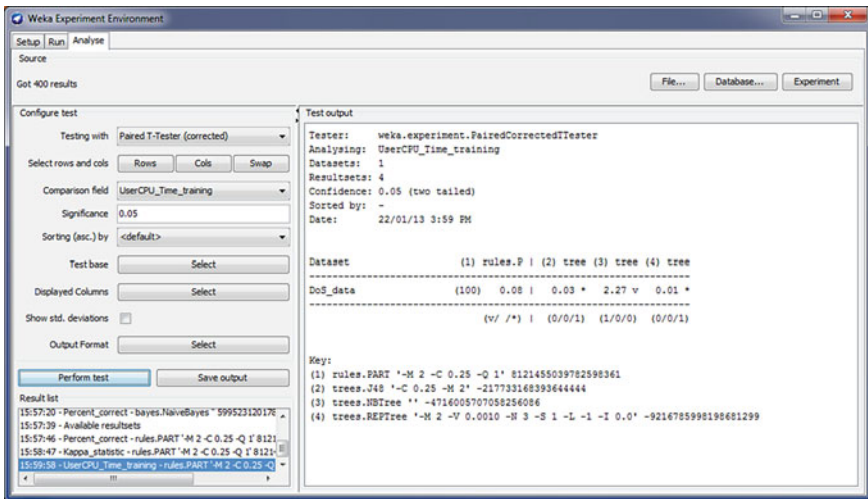 Weka Experiment Environment
Setup Run Analyse
Source
Got 400 results
File... Database... Experiment
Configure test
Testing with Paired T-Tester (corrected)
Select rows and cols Rows Cols Swap
Comparison field UserCPU_Time_training
Significance 0.05
Sorting (asc.) by <default>
Test base Select
Displayed Columns Select
Show std. deviations
Output Format Select
Perform test Save output
Result list
15:57:20 - Percent_correct - bayes.NaiveBayes '' 599523120178
15:57:39 - Available resultsets
15:57:46 - Percent_correct - rules.PART '-M 2 -C 0.25 -Q 1' 8121
15:58:47 - Kappa_statistic - rules.PART '-M 2 -C 0.25 -Q 1' 8121
15:59:58 - UserCPU_Time_training - rules.PART '-M 2 -C 0.25 -Q
Test output
Tester: weka.experiment.PairedCorrectedTTester
Analysing: UserCPU_Time_training
Datasets: 1
Resultsets: 4
Confidence: 0.05 (two tailed)
Sorted by: -
Date: 22/01/13 3:59 PM
Dataset (1) rules.P | (2) tree (3) tree (4) tree
DoS_data (100) 0.08 | 0.03 * 2.27 v 0.01 *
(v/ /*) | (0/0/1) (1/0/0) (0/0/1)
Key:
(1) rules.PART '-M 2 -C 0.25 -Q 1' 8121455039782598361
(2) trees.J48 '-C 0.25 -M 2' -217733168393644444
(3) trees.NBTree '' -4716005707058256086
(4) trees.REPTree '-M 2 -V 0.0010 -N 3 -S 1 -L -1 -I 0.0' -9216785998198681299